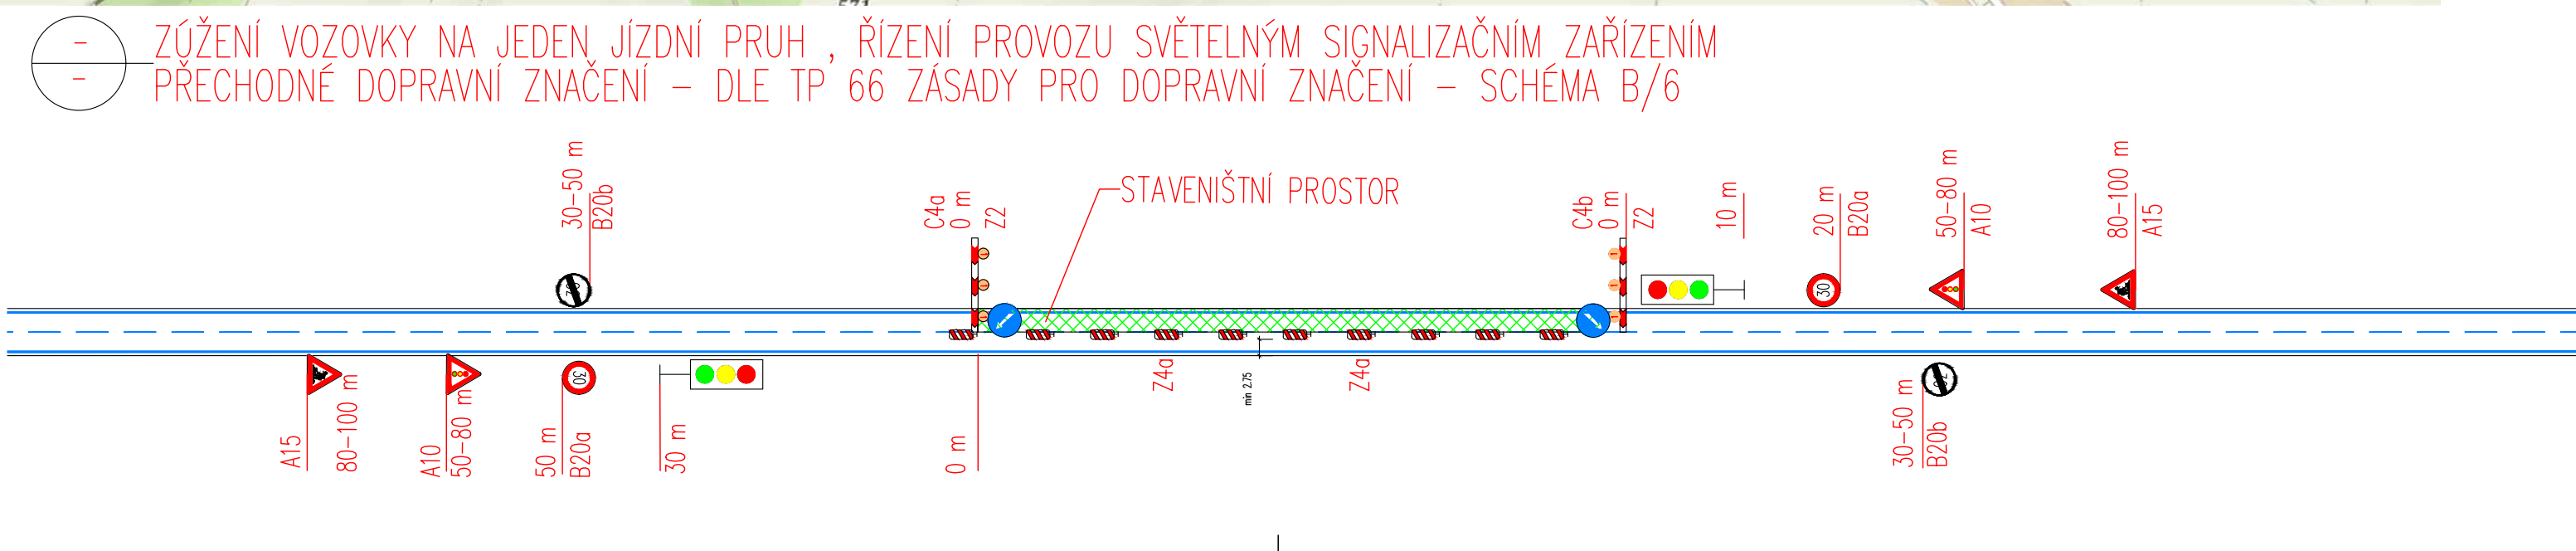 ZÚŽENÍ VOZOVKY NA JEDEN JÍZDNÍ PRUH , ŘÍZENÍ PROVOZU SVĚTELNÝM SIGNALIZAČNÍM ZAŘÍZENÍM
PŘECHODNÉ DOPRAVNÍ ZNAČENÍ – DLE TP 66 ZÁSADY PRO DOPRAVNÍ ZNAČENÍ – SCHÉMA B/6
30-50 m
B20b
C4a
0 m
Z2
STAVENIŠTNÍ PROSTOR
C4b
0 m
Z2
10 m
20 m
B20a
50-80 m
A10
80-100 m
A15
30
30
A15
80-100 m
A10
50-80 m
50 m
B20a
30 m
0 m
Z4a
min 2.75
Z4a
30-50 m
B20b